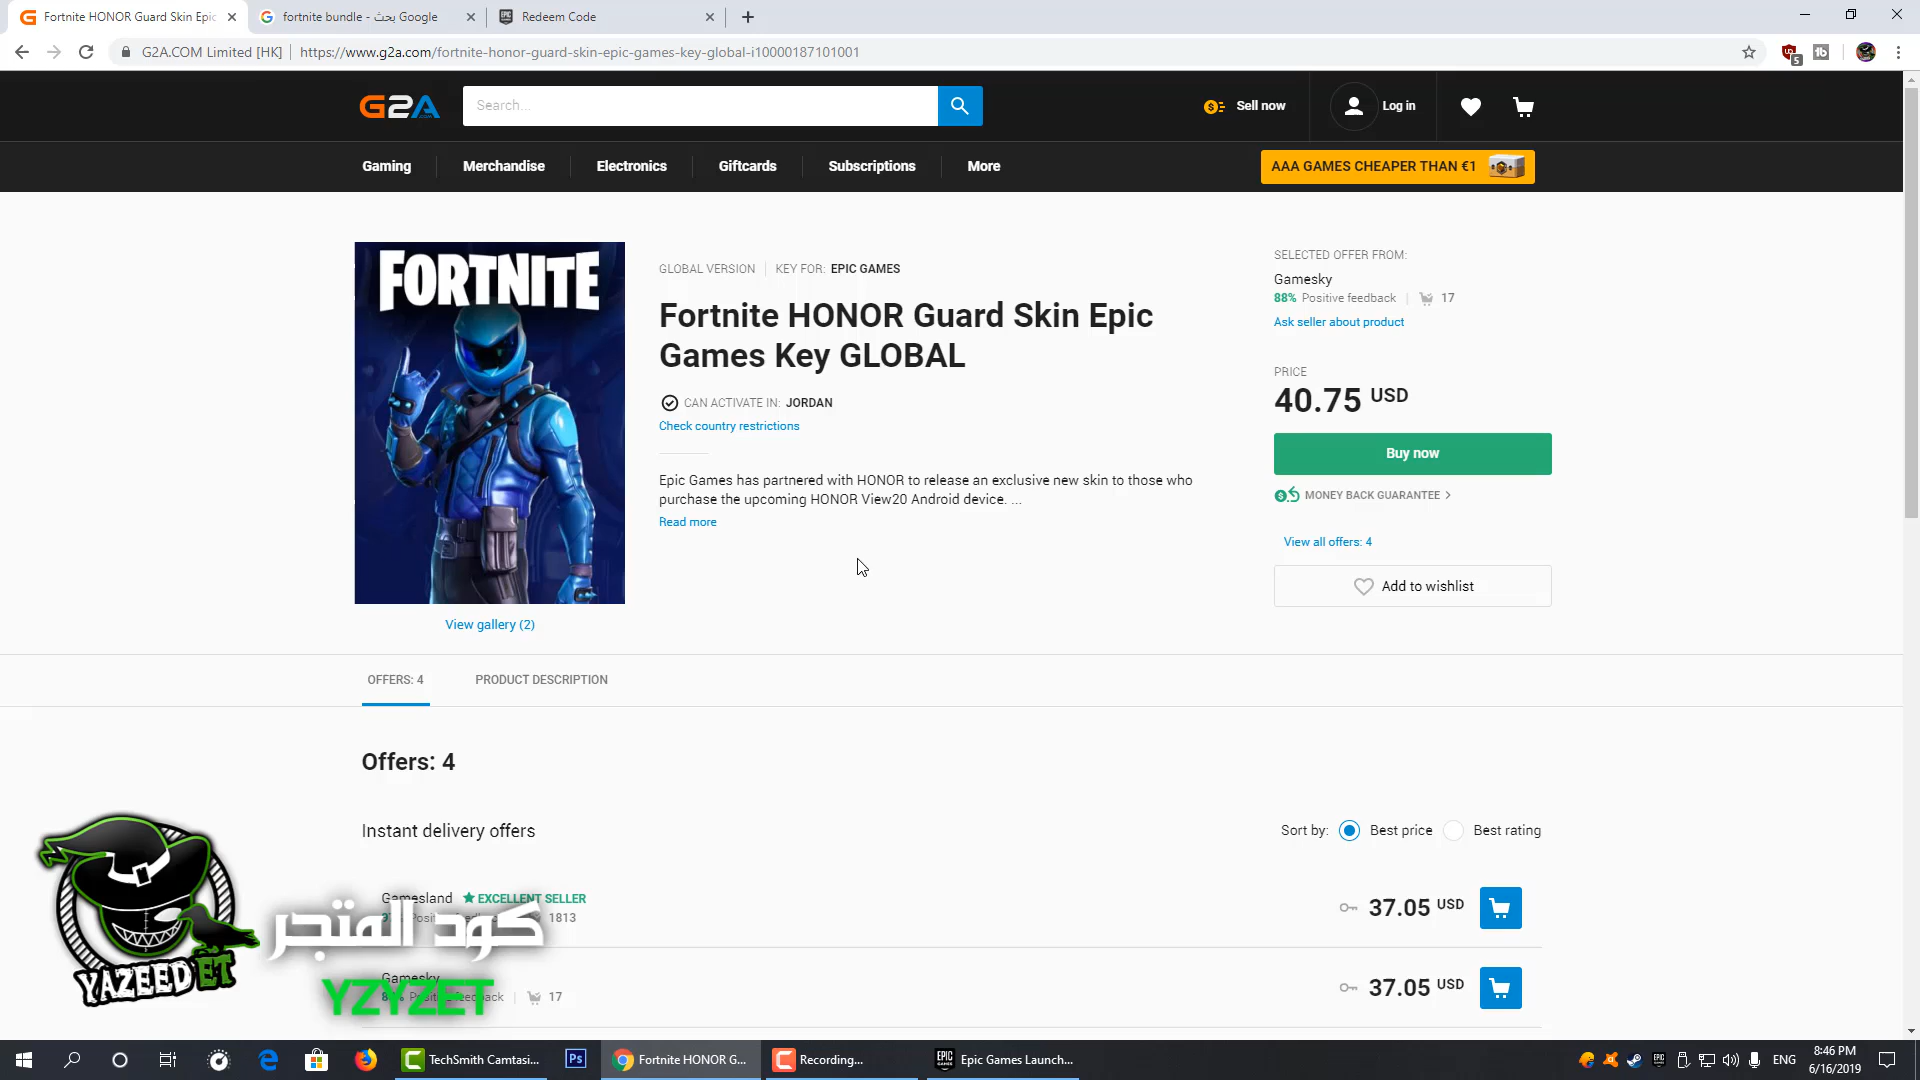 Fortnite HONOR Guard Skin Epic
fortnite bundle - بحث Google
Redeem Code
G2A.COM Limited [HK]
https://www.g2a.com/fortnite-honor-guard-skin-epic-games-key-global-i10000187101001
5
G2A.COM
Search...
Sell now
Log in
Gaming
Merchandise
Electronics
Giftcards
Subscriptions
More
AAA GAMES CHEAPER THAN €1
FORTNITE
View gallery (2)
GLOBAL VERSION
KEY FOR: EPIC GAMES
Fortnite HONOR Guard Skin Epic
Games Key GLOBAL
CAN ACTIVATE IN: JORDAN
Check country restrictions
Epic Games has partnered with HONOR to release an exclusive new skin to those who
purchase the upcoming HONOR View20 Android device. ...
Read more
SELECTED OFFER FROM:
Gamesky
88% Positive feedback
17
Ask seller about product
PRICE
40.75 USD
Buy now
MONEY BACK GUARANTEE
View all offers: 4
Add to wishlist
OFFERS: 4
PRODUCT DESCRIPTION
Offers: 4
Instant delivery offers
Sort by:
Best price
Best rating
Gamesland
EXCELLENT SELLER
1813
37.05 USD
Gamesky
17
37.05 USD
YAZEED ET
كود المتجر
YZYZET
TechSmith Camtasi...
Ps
Fortnite HONOR G...
Recording...
EPIC GAMES
Epic Games Launch...
ENG
8:46 PM
6/16/2019